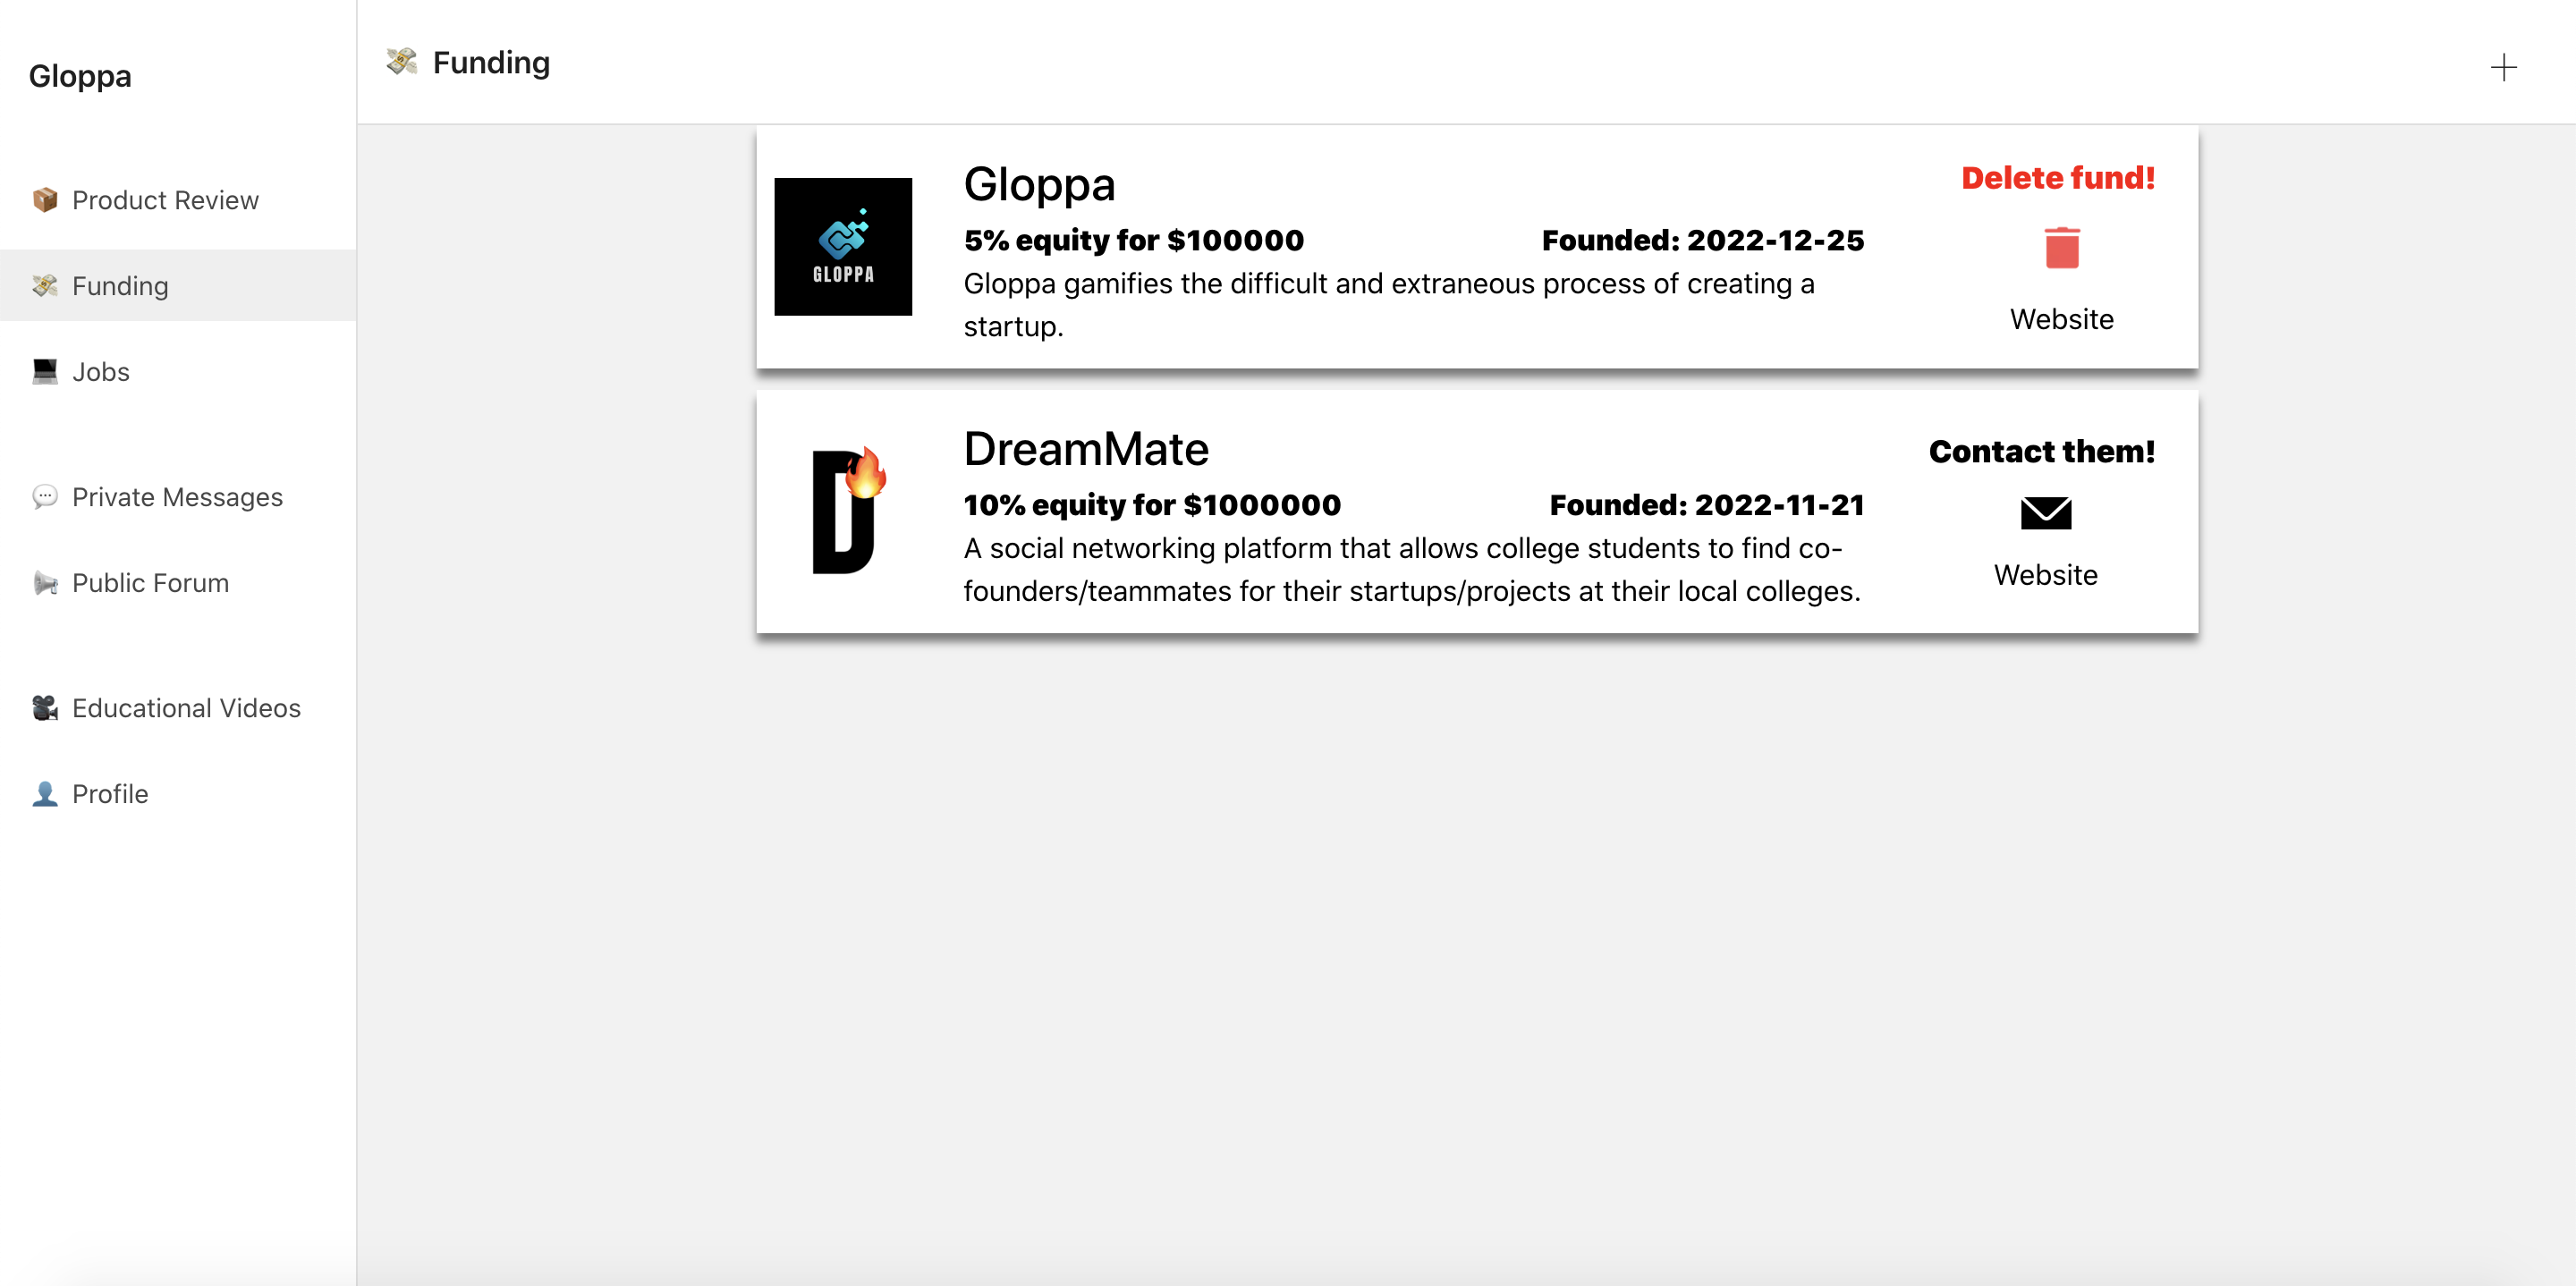 Gloppa
Product Review
Funding
Jobs
Private Messages
Public Forum
Educational Videos
Profile
Funding
GLOPPA
Gloppa
5% equity for $100000
Founded: 2022-12-25
Gloppa gamifies the difficult and extraneous process of creating a
startup.
Delete fund!
Website
D
DreamMate
10% equity for $1000000
Founded: 2022-11-21
A social networking platform that allows college students to find co-
founders/teammates for their startups/projects at their local colleges.
Contact them!
Website